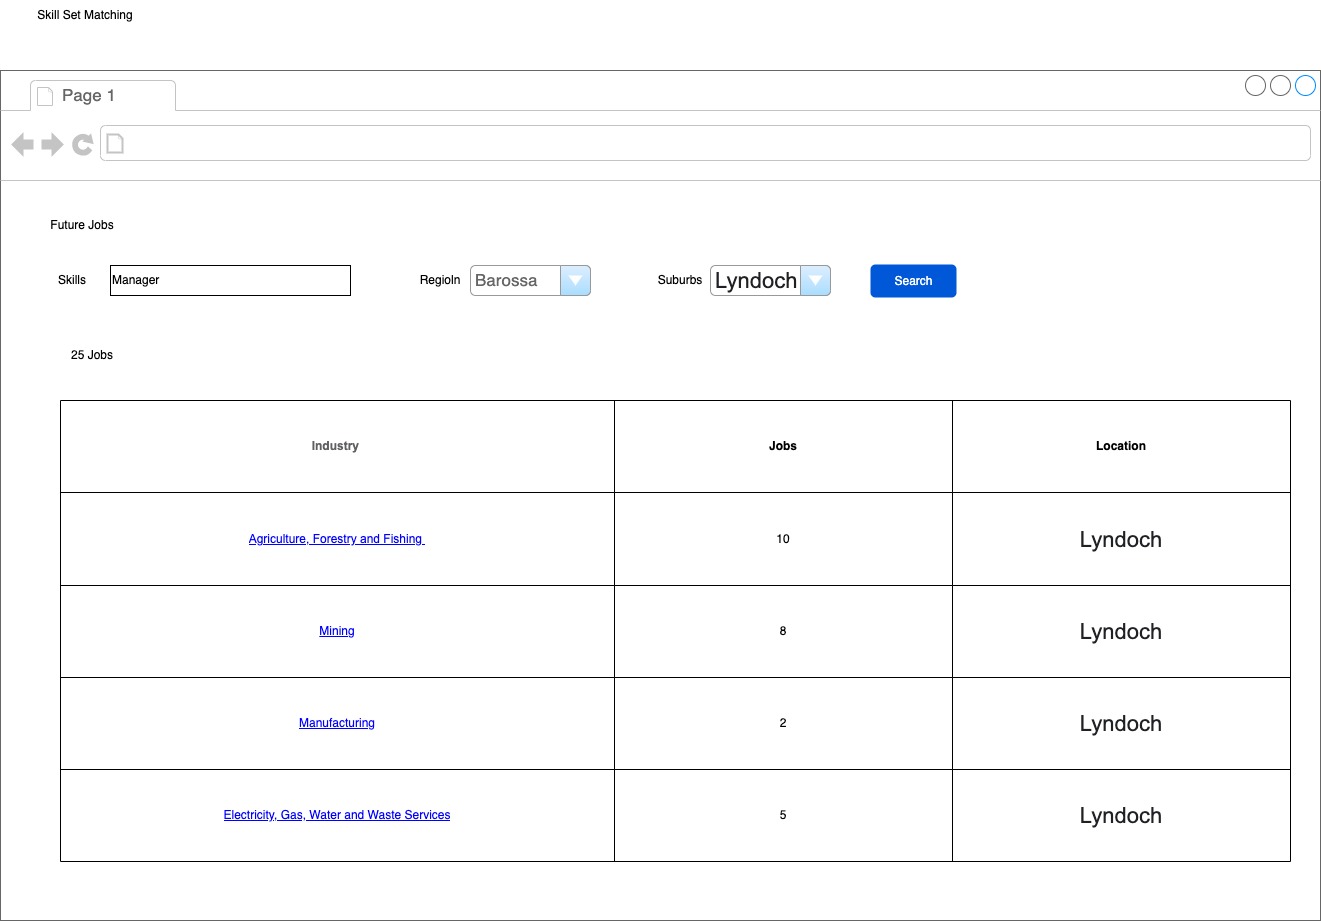 Skill Set Matching
Page 1
Future Jobs
Skills Manager RegioIn Barossa Suburbs Lyndoch Search
25 Jobs
Industry Jobs Location
Agriculture, Forestry and Fishing 10 Lyndoch
Mining 8 Lyndoch
Manufacturing 2 Lyndoch
Electricity, Gas, Water and Waste Services 5 Lyndoch